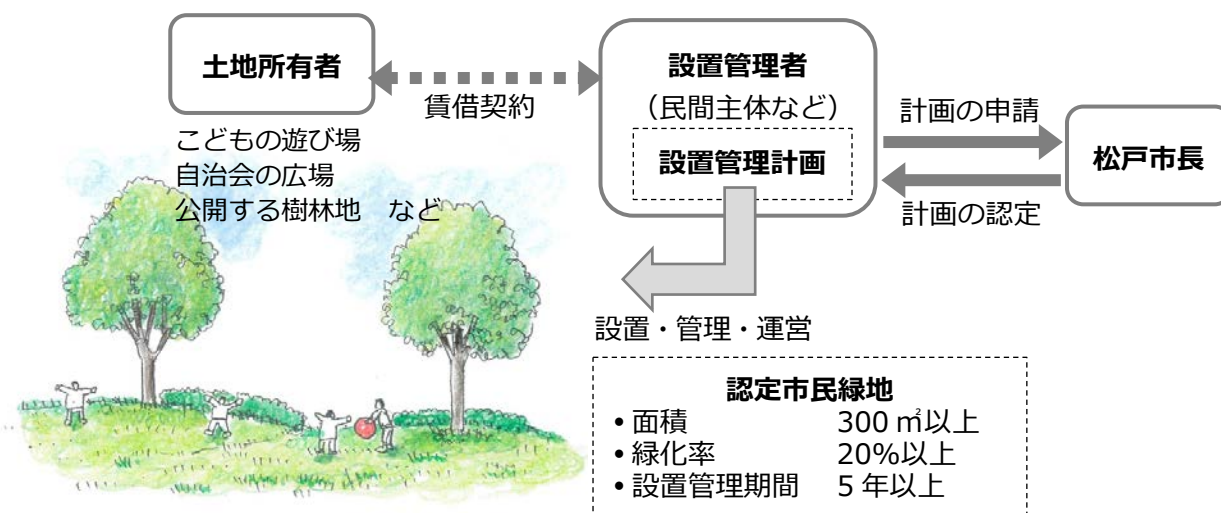 土地所有者
賃借契約
設置管理者
(民間主体など)
設置管理計画
計画の申請
計画の認定
松戸市長
こどもの遊び場
自治会の広場
公開する樹林地 など
設置・管理・運営
認定市民緑地
•面積 300 ㎡以上
•緑化率 20%以上
•設置管理期間 5 年以上